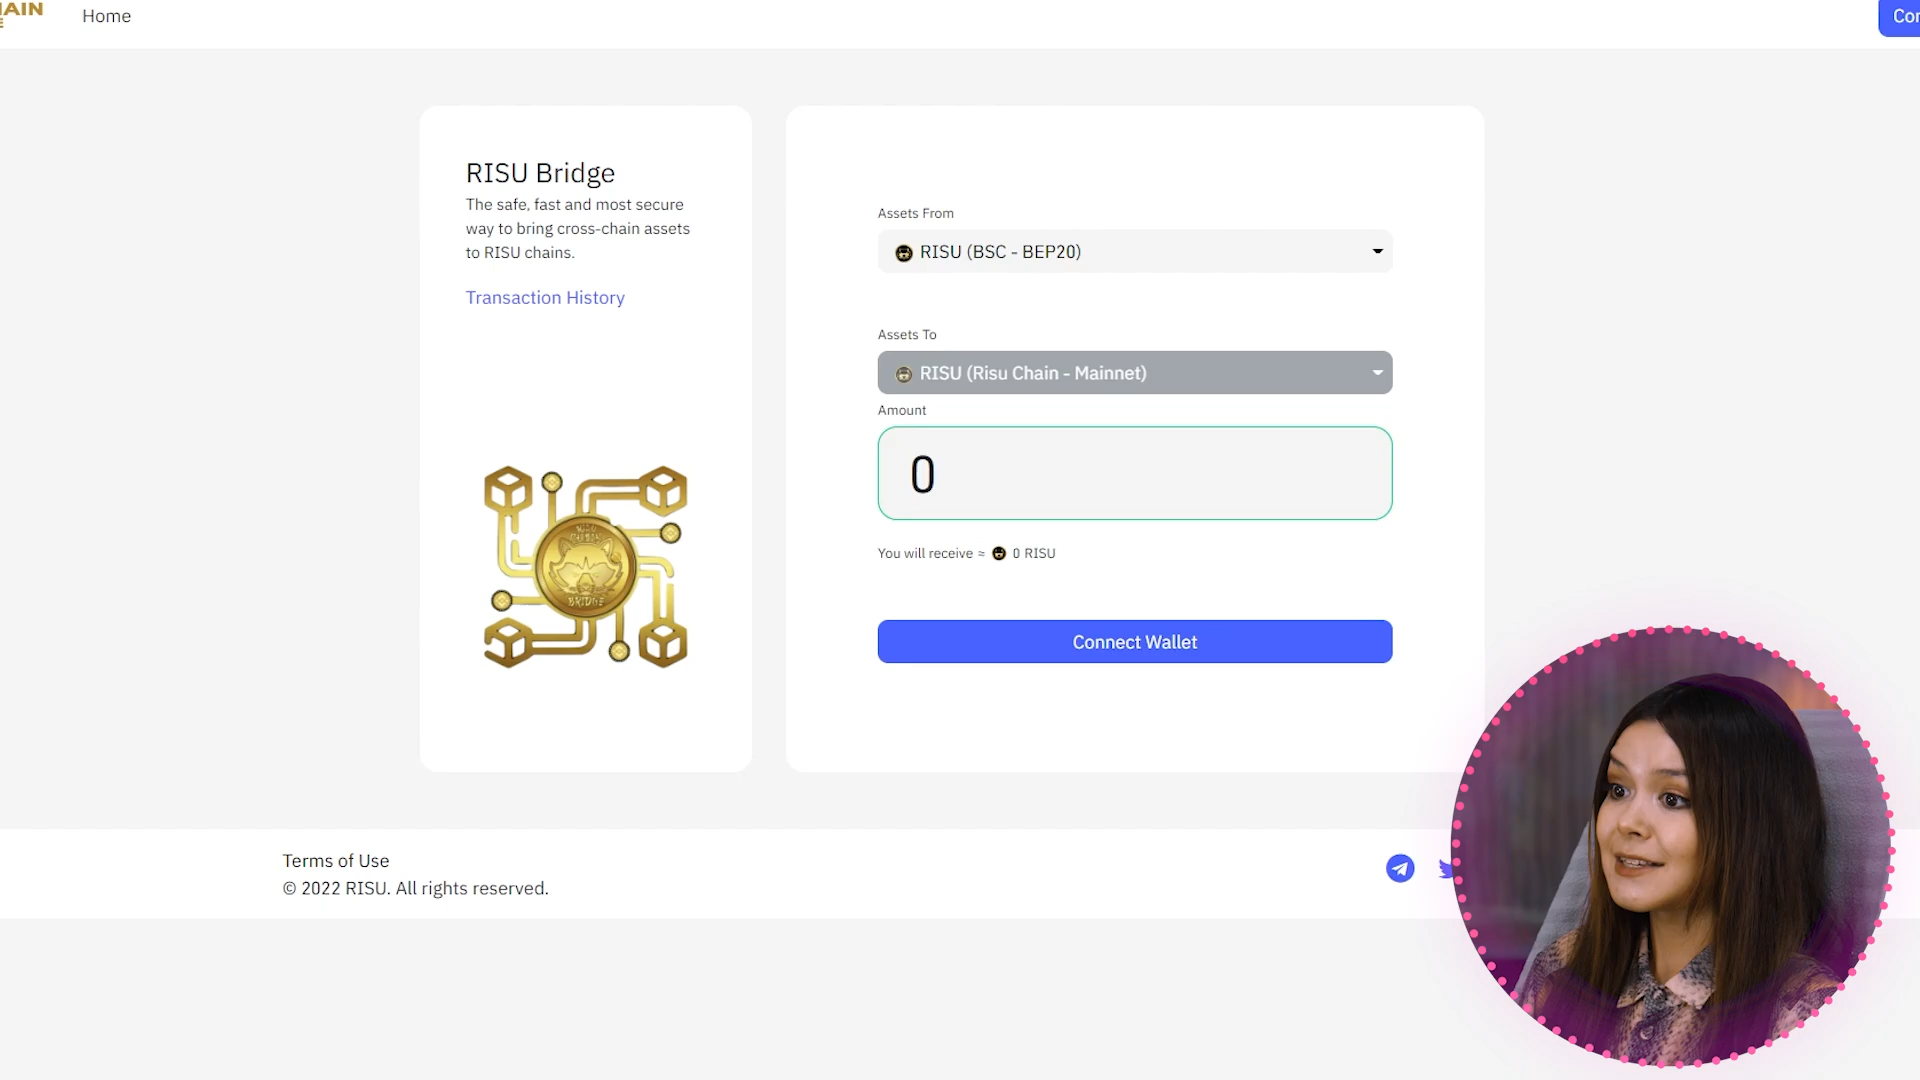 Home
RISU Bridge
The safe, fast and most secure
way to bring cross-chain assets
to RISU chains.
Transaction History
BRIDGE
Assets From
RISU (BSC - BEP20)
Assets To
RISU (Risu Chain - Mainnet)
Amount
0
You will receive ≈ 0 RISU
Connect Wallet
Terms of Use
© 2022 RISU. All rights reserved.